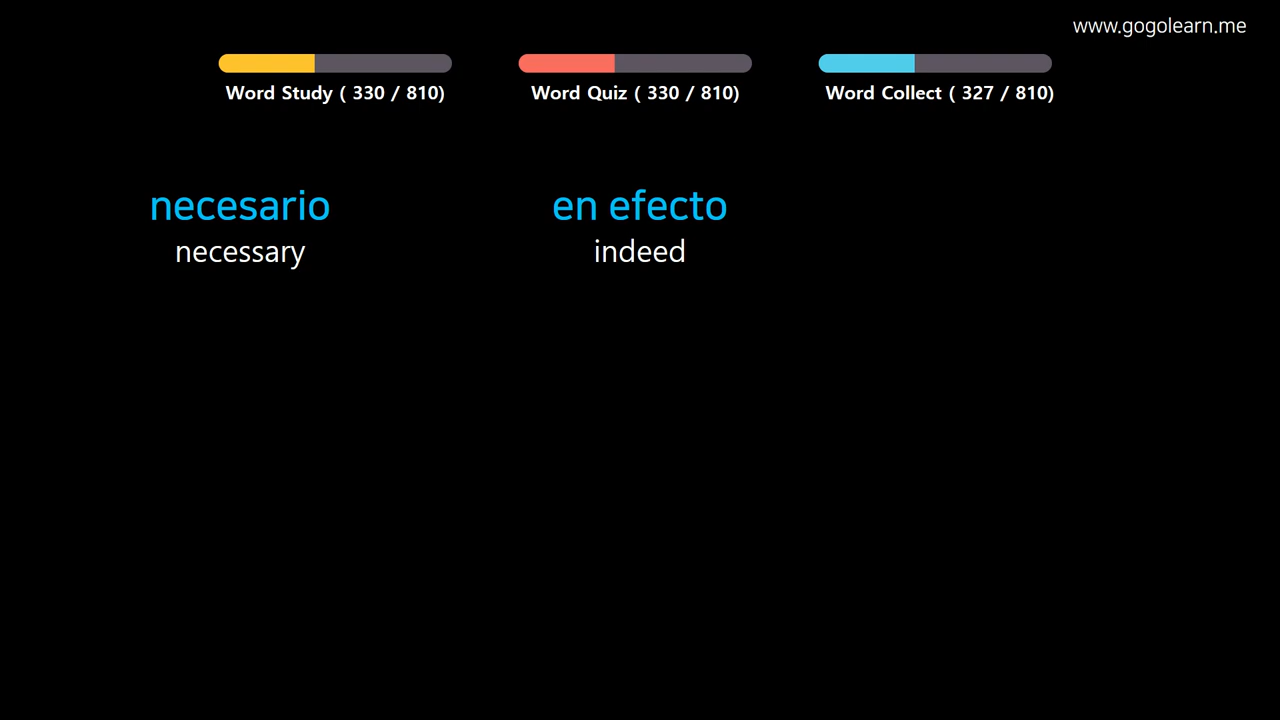 www.gogolearn.me
Word Study ( 330 / 810)
Word Quiz ( 330 / 810)
Word Collect ( 327 / 810)
necesario
necessary
en efecto
indeed